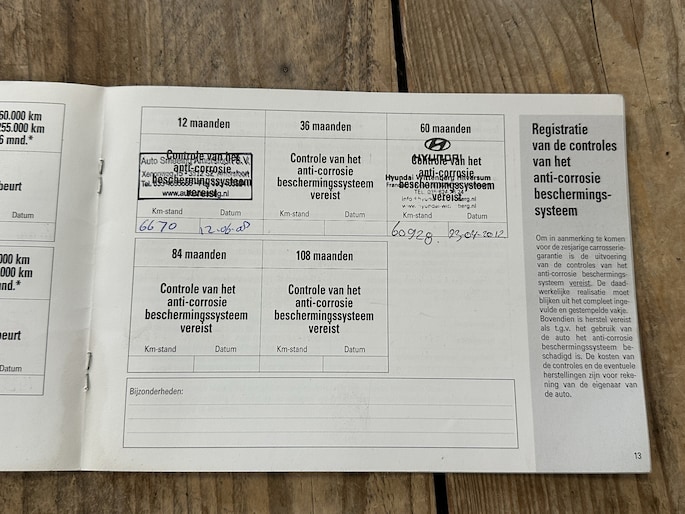 50.000 km
255.000 km
6 mnd.*
beurt
Datum
000 km
000 km
nd.*
beurt
Datum
12 maanden
Controle van het
anti-corrosie
beschermingssysteem
vereist
Auto Smeeing Amersfoort B.V.
Km-stand Datum
6670 12-06-08
36 maanden
Controle van het
anti-corrosie
beschermingssysteem
vereist
Km-stand Datum
60 maanden
Controle van het
anti-corrosie
beschermingssysteem
vereist
HYUNDAI
Hyundai Hilversum
Km-stand Datum
60928. 23-04-2012
84 maanden
Controle van het
anti-corrosie
beschermingssysteem
vereist
Km-stand Datum
108 maanden
Controle van het
anti-corrosie
beschermingssysteem
vereist
Km-stand Datum
Bijzonderheden:
Registratie
van de controles
van het
anti-corrosie
beschermings-
systeem
Om in aanmerking te komen
voor de zesjarige carrosserie-
garantie is de uitvoering
van de controles van het
anti-corrosie beschermings-
systeem vereist. De daad-
werkelijke realisatie moet
blijken uit het compleet inge-
vulde en gestempelde vakje.
Bovendien is herstel vereist
als t.g.v. het gebruik van
de auto het anti-corrosie
beschermingssysteem be-
schadigd is. De kosten van
de controles en de eventuele
herstellingen zijn voor reke-
ning van de eigenaar van
de auto.
13